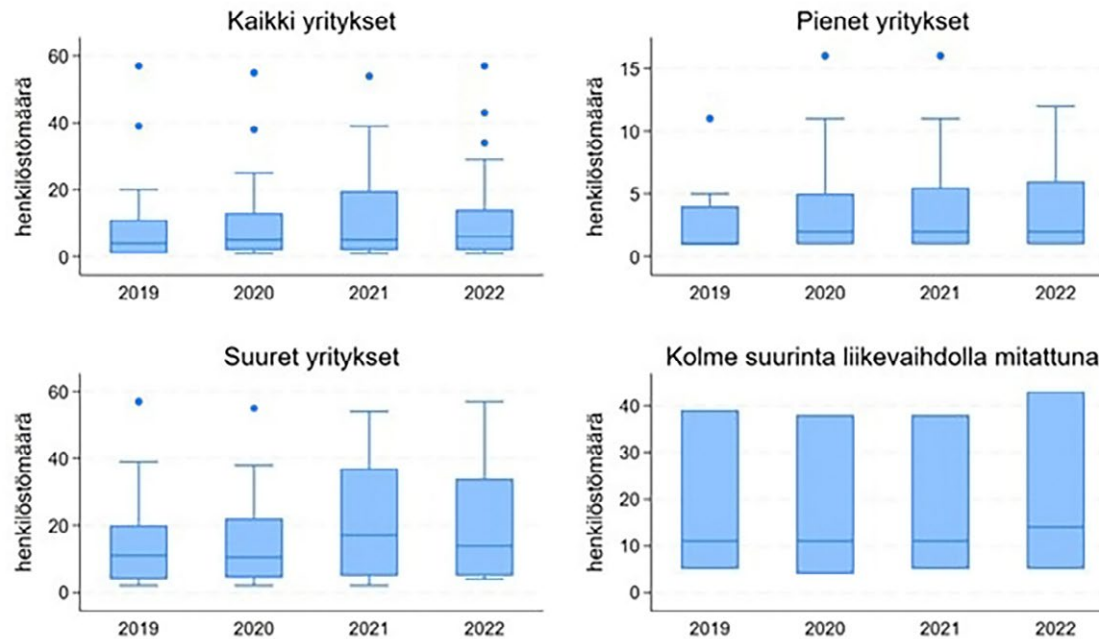 Kaikki yritykset
henkilöstömäärä
60
40
20
0
2019 2020 2021 2022
Pienet yritykset
henkilöstömäärä
15
10
5
0
2019 2020 2021 2022
Suuret yritykset
henkilöstömäärä
60
40
20
0
2019 2020 2021 2022
Kolme suurinta liikevaihdolla mitattuna
henkilöstömäärä
40
30
20
10
0
2019 2020 2021 2022